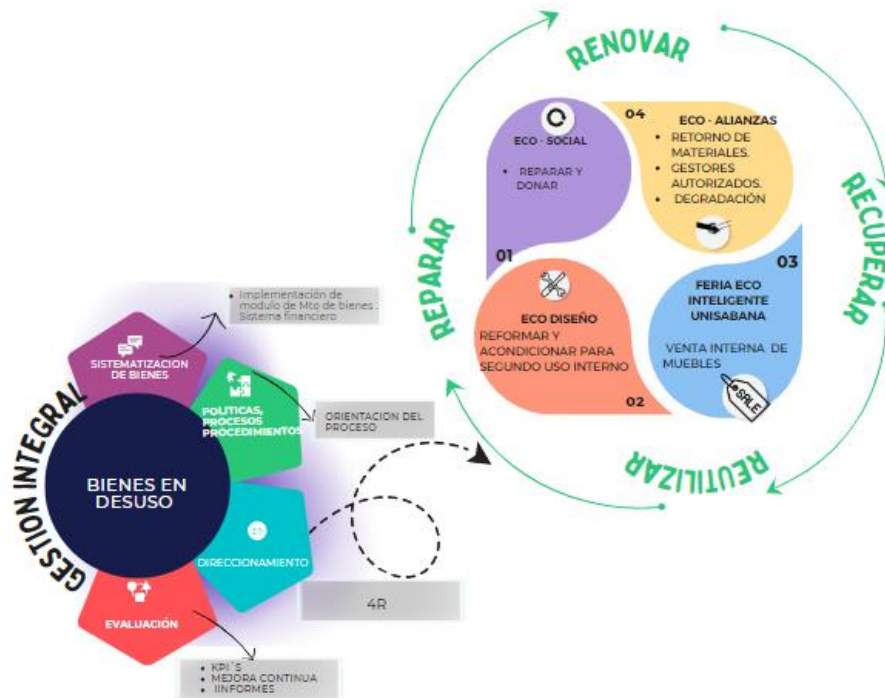 RENOVAR
RECUPERAR
REUTILIZAR
REPARAR
ECO - SOCIAL
• REPARAR Y
DONAR
01
04
ECO - ALIANZAS
• RETORNO DE
MATERIALES.
• GESTORES
AUTORIZADOS.
• DEGRADACIÓN
ECO DISEÑO
REFORMAR Y
ACONDICIONAR PARA
SEGUNDO USO INTERNO
02
03
FERIA ECO
INTELIGENTE
UNISABANA
VENTA INTERNA DE
MUEBLES
SALE
GESTION INTEGRAL
BIENES EN
DESUSO
SISTEMATIZACION
DE BIENES
• Implementación de
modulo de Mto de bienes .
Sistema financiero
POLITICAS,
PROCESOS
PROCEDIMIENTOS
ORIENTACION DEL
PROCESO
DIRECCIONAMIENTO
4R
EVALUACIÓN
• KPI´S
• MEJORA CONTINUA
• IINFORMES